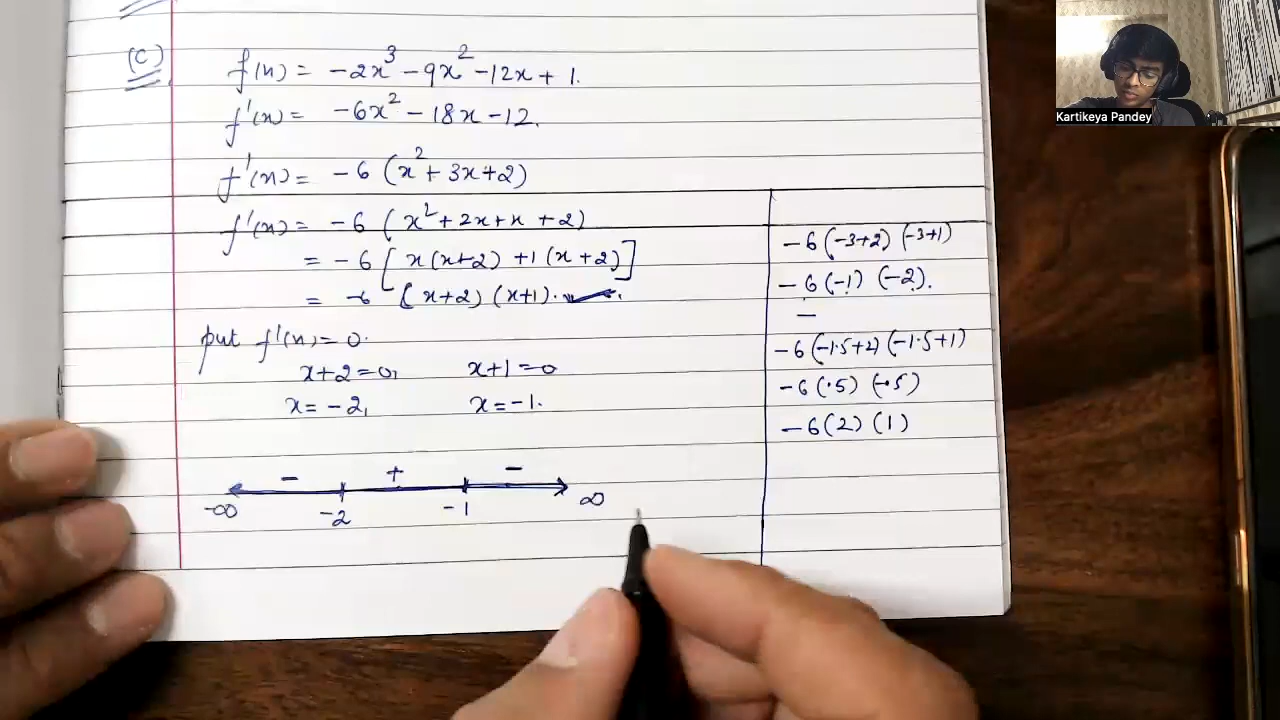 (C) f(x) = -2x³ - 9x² - 12x + 1.
f'(x) = -6x² - 18x - 12.
f'(x) = -6 (x² + 3x + 2)
f'(x) = -6 (x² + 2x + x + 2)
= -6 [x(x+2) + 1(x+2)]
= -6 (x+2) (x+1).
put f'(x) = 0.
x+2 = 0, x+1 = 0
x = -2, x = -1.
- + -
-∞ -2 -1 ∞
-6 (-3+2) (-3+1)
-6 (-1) (-2).
-
-6 (-1.5+2) (-1.5+1)
-6 (.5) (-.5)
-6 (2) (1)
Kartikeya Pandey